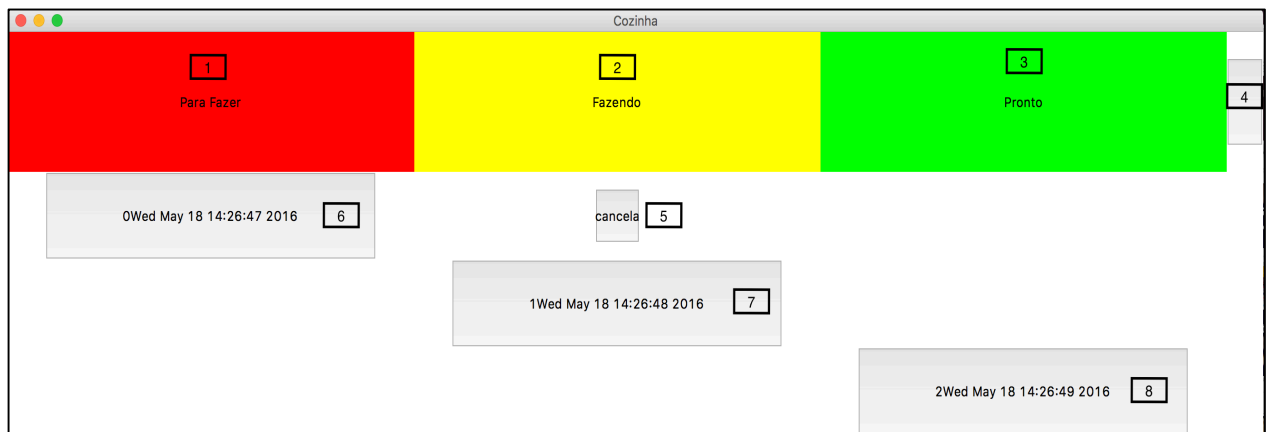 Cozinha
1
2
3
Para Fazer
Fazendo
Pronto
4
0Wed May 18 14:26:47 2016
6
cancela
5
1Wed May 18 14:26:48 2016
7
2Wed May 18 14:26:49 2016
8